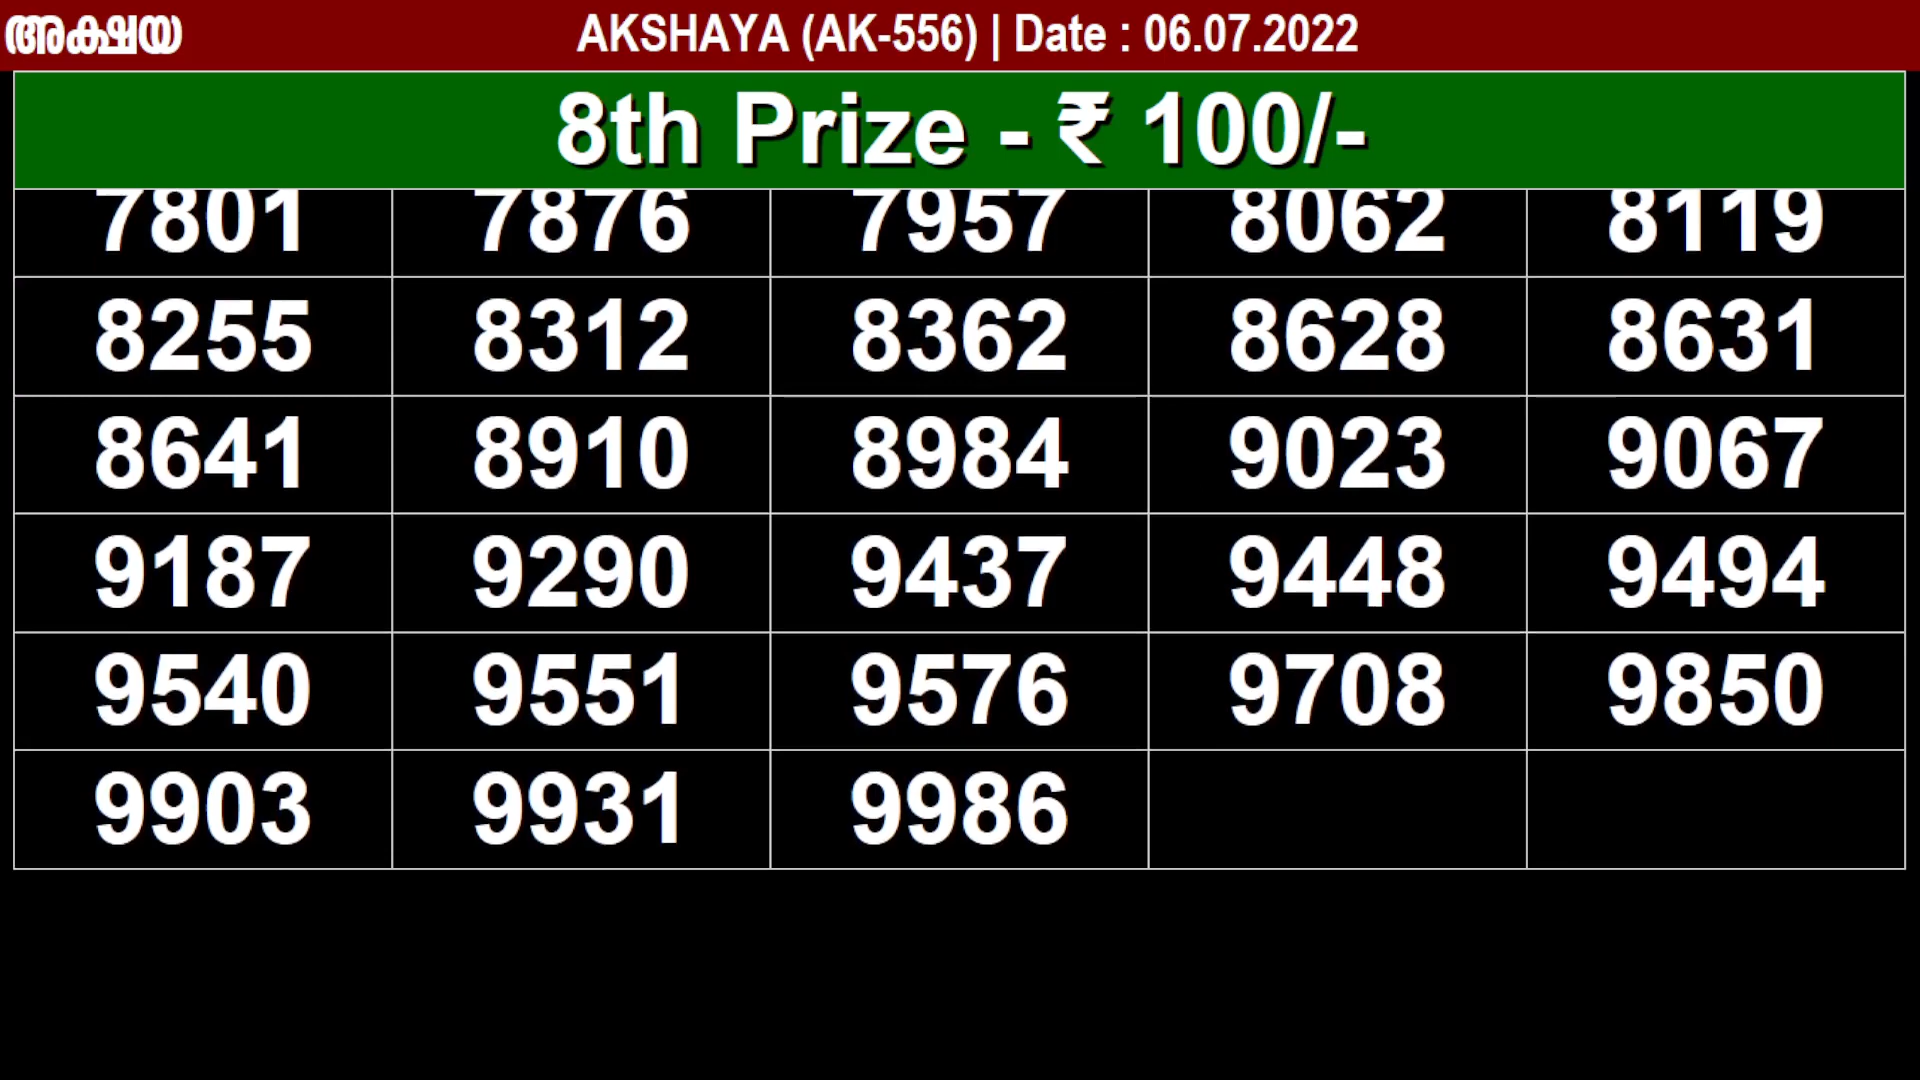 അക്ഷയ AKSHAYA (AK-556) | Date : 06.07.2022
8th Prize - ₹ 100/-
7801 7876 7957 8062 8119
8255 8312 8362 8628 8631
8641 8910 8984 9023 9067
9187 9290 9437 9448 9494
9540 9551 9576 9708 9850
9903 9931 9986